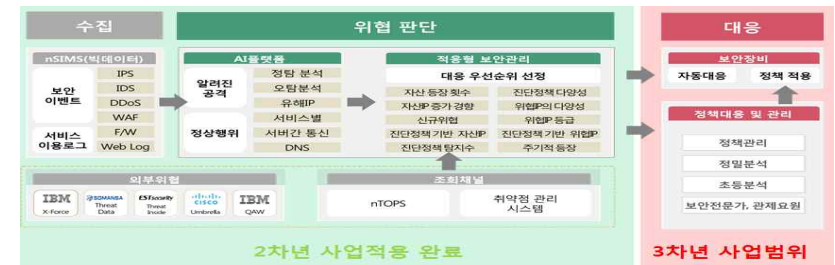 수집
위협 판단
대응
nSIMS(빅데이터)
보안
이벤트
IPS
IDS
DDoS
WAF
서비스
이용로그
F/W
Web Log
AI플랫폼
알려진
공격
정탐 분석
오탐분석
유해IP
정상행위
서비스별
서버간 통신
DNS
적응형 보안관리
대응 우선순위 선정
자산 등장 횟수
진단정책 다양성
자산IP 증가 경향
위협IP의 다양성
신규위협
위협IP 등급
진단정책 기반 자산IP
진단정책 기반 위협IP
진단정책 탐지수
주기적 등장
보안장비
자동대응
정책 적용
정책대응 및 관리
정책관리
정밀분석
초동분석
보안전문가, 관제요원
외부위협
IBM
X-Force
SOMANSA
Threat
Data
ESTsecurity
Threat
Inside
CISCO
Umbrella
IBM
QAW
조회채널
nTOPS
취약점 관리
시스템
2차년 사업적용 완료
3차년 사업범위